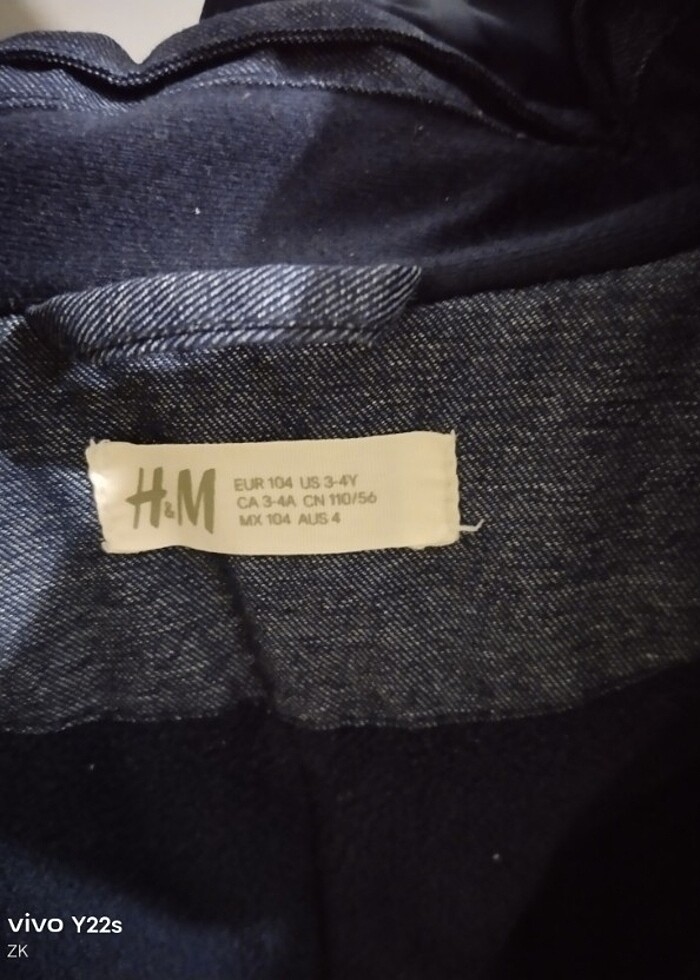 H&M
EUR 104 US 3-4Y
CA 3-4A CN 110/56
MX 104 AUS 4
vivo Y22s
ZK